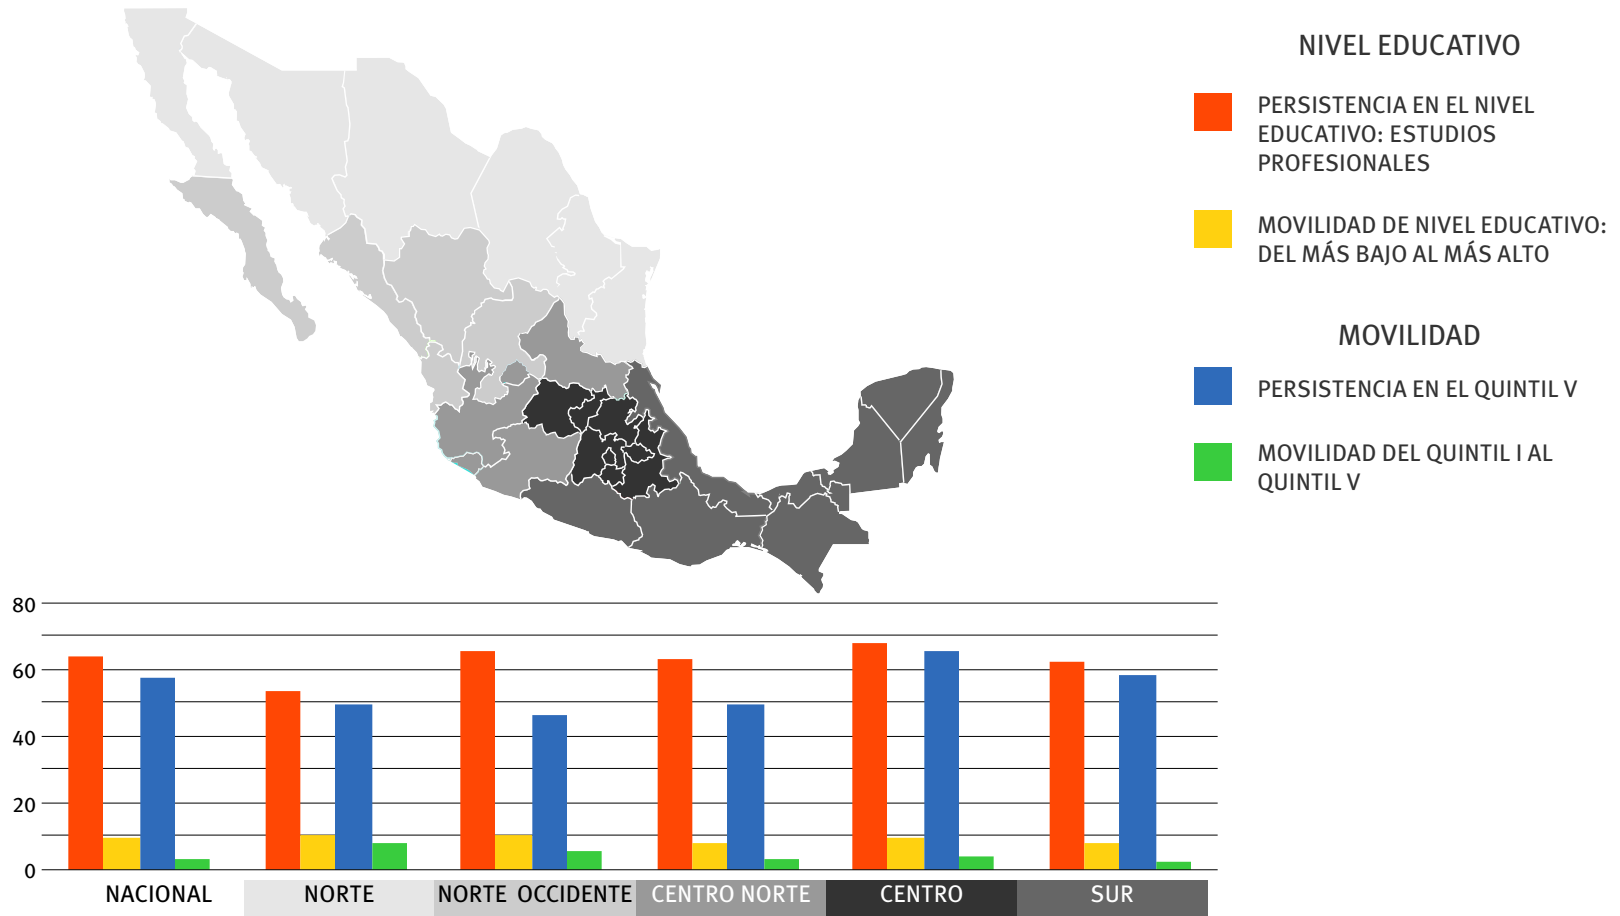 NIVEL EDUCATIVO
PERSISTENCIA EN EL NIVEL
EDUCATIVO: ESTUDIOS
PROFESIONALES
MOVILIDAD DE NIVEL EDUCATIVO:
DEL MÁS BAJO AL MÁS ALTO
MOVILIDAD
PERSISTENCIA EN EL QUINTIL V
MOVILIDAD DEL QUINTIL I AL
QUINTIL V
80
60
40
20
0
NACIONAL NORTE NORTE OCCIDENTE CENTRO NORTE CENTRO SUR